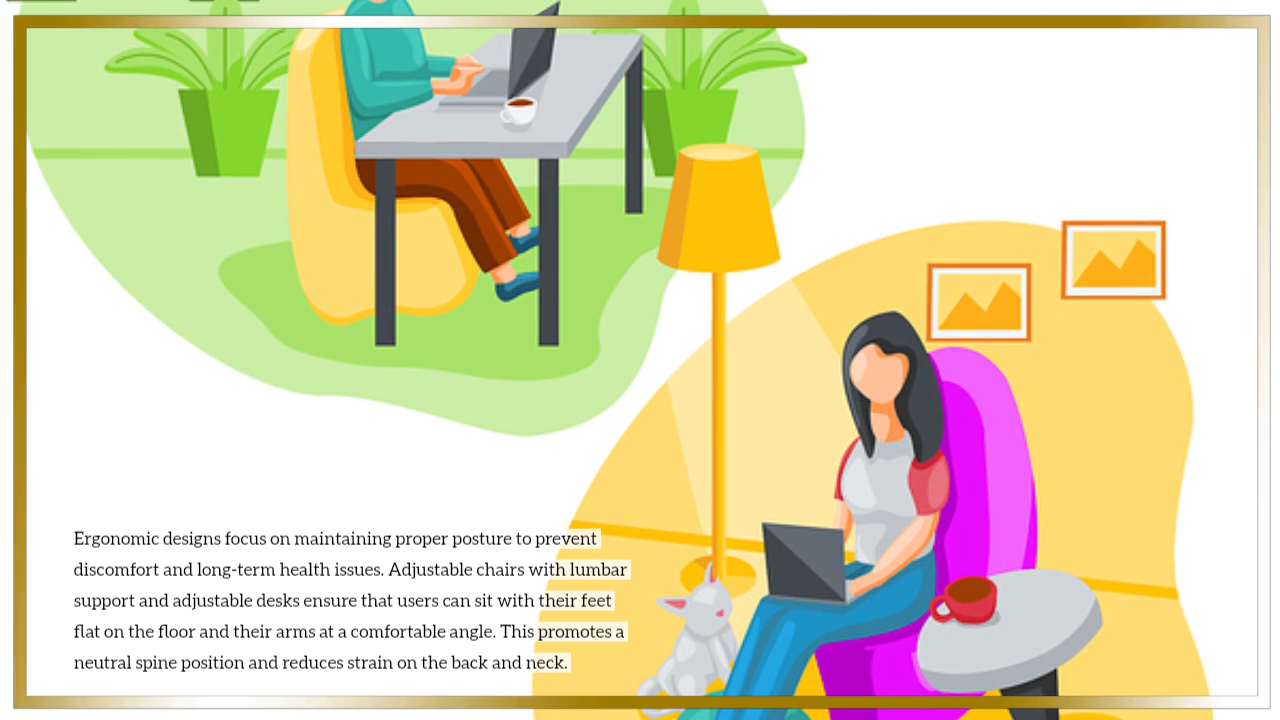 Ergonomic designs focus on maintaining proper posture to prevent
discomfort and long-term health issues. Adjustable chairs with lumbar
support and adjustable desks ensure that users can sit with their feet
flat on the floor and their arms at a comfortable angle. This promotes a
neutral spine position and reduces strain on the back and neck.